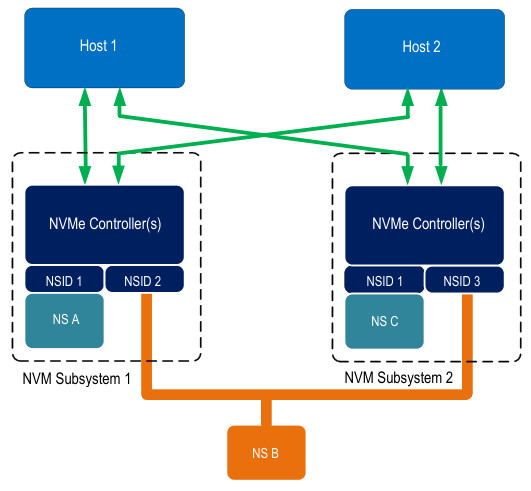 Host 1
Host 2
NVMe Controller(s)
NVMe Controller(s)
NSID 1
NSID 2
NSID 1
NSID 3
NS A
NS C
NVM Subsystem 1
NVM Subsystem 2
NS B